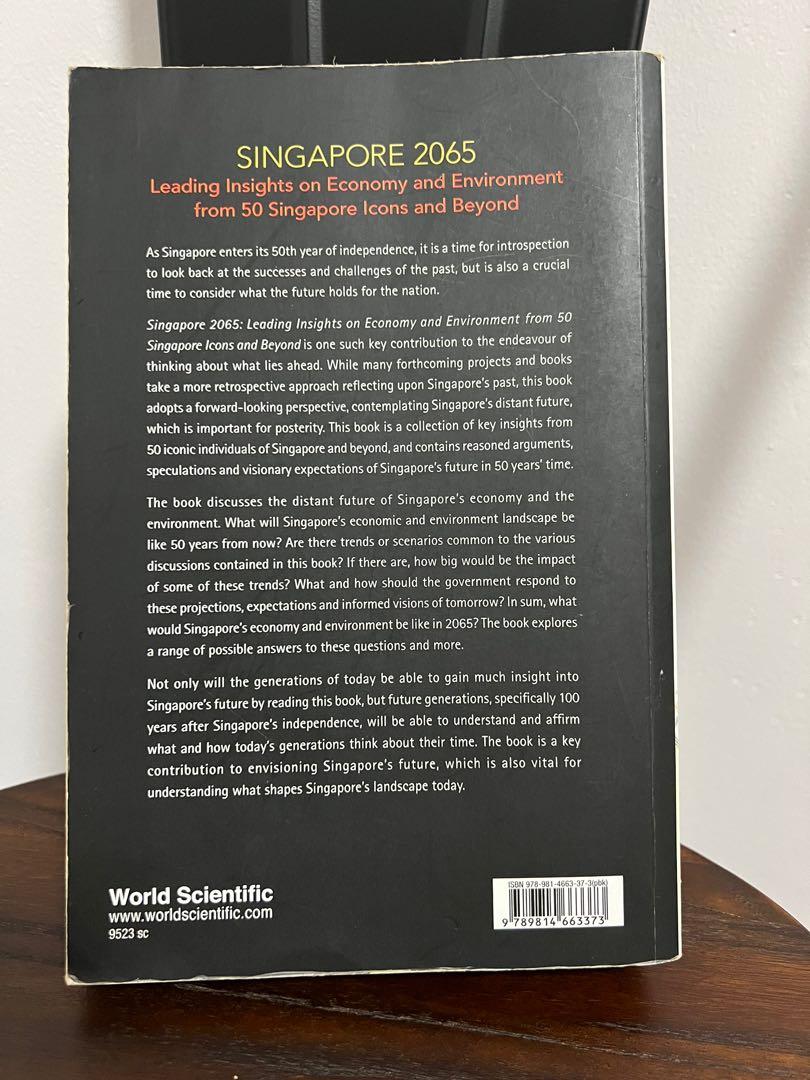 SINGAPORE 2065
Leading Insights on Economy and Environment
from 50 Singapore Icons and Beyond
As Singapore enters its 50th year of independence, it is a time for introspection
to look back at the successes and challenges of the past, but is also a crucial
time to consider what the future holds for the nation.
Singapore 2065: Leading Insights on Economy and Environment from 50
Singapore Icons and Beyond is one such key contribution to the endeavour of
thinking about what lies ahead. While many forthcoming projects and books
take a more retrospective approach reflecting upon Singapore's past, this book
adopts a forward-looking perspective, contemplating Singapore's distant future,
which is important for posterity. This book is a collection of key insights from
50 iconic individuals of Singapore and beyond, and contains reasoned arguments,
speculations and visionary expectations of Singapore's future in 50 years' time.
The book discusses the distant future of Singapore's economy and the
environment. What will Singapore's economic and environment landscape be
like 50 years from now? Are there trends or scenarios common to the various
discussions contained in this book? If there are, how big would be the impact
of some of these trends? What and how should the government respond to
these projections, expectations and informed visions of tomorrow? In sum, what
would Singapore's economy and environment be like in 2065? The book explores
a range of possible answers to these questions and more.
Not only will the generations of today be able to gain much insight into
Singapore's future by reading this book, but future generations, specifically 100
years after Singapore's independence, will be able to understand and affirm
what and how today's generations think about their time. The book is a key
contribution to envisioning Singapore's future, which is also vital for
understanding what shapes Singapore's landscape today.
World Scientific
www.worldscientific.com
9523 sc
ISBN 978-981-4663-37-3(pbk)
9 789814 663373